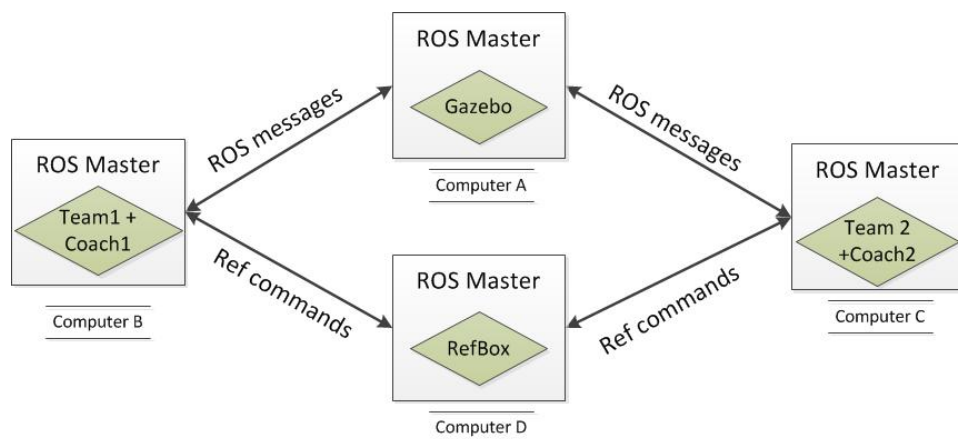 ROS Master
Gazebo
Computer A
ROS messages
ROS messages
ROS Master
Team1 +
Coach1
Computer B
ROS Master
Team 2
+Coach2
Computer C
Ref commands
Ref commands
ROS Master
RefBox
Computer D